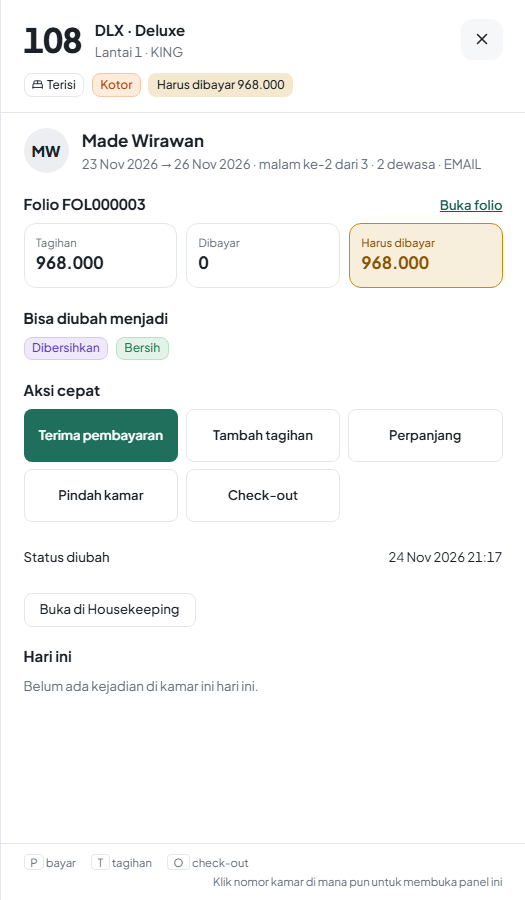 108 DLX · Deluxe
Lantai 1 · KING
Terisi Kotor Harus dibayar 968.000
MW Made Wirawan
23 Nov 2026 → 26 Nov 2026 · malam ke-2 dari 3 · 2 dewasa · EMAIL
Folio FOL000003 Buka folio
Tagihan Dibayar Harus dibayar
968.000 0 968.000
Bisa diubah menjadi
Dibersihkan Bersih
Aksi cepat
Terima pembayaran Tambah tagihan Perpanjang
Pindah kamar Check-out
Status diubah 24 Nov 2026 21:17
Buka di Housekeeping
Hari ini
Belum ada kejadian di kamar ini hari ini.
P bayar T tagihan O check-out
Klik nomor kamar di mana pun untuk membuka panel ini